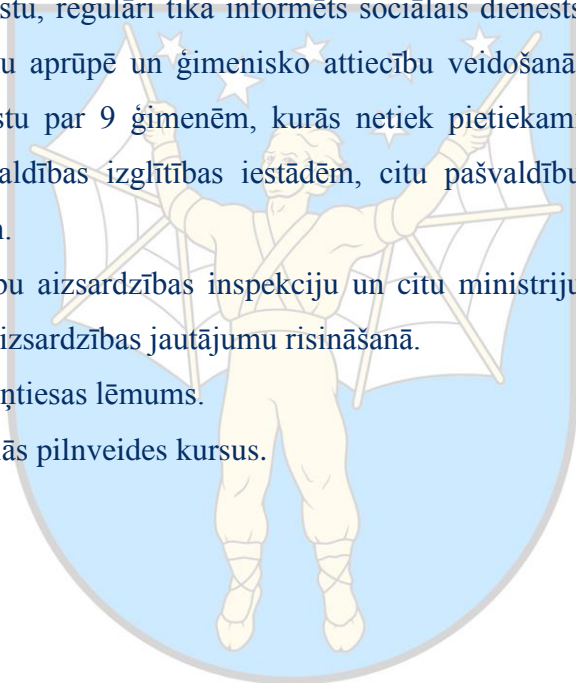 stu, regulāri tika informēts sociālais dienests
u aprūpē un ģimenisko attiecību veidošanā
stu par 9 ģimenēm, kurās netiek pietiekami
aldības izglītības iestādēm, citu pašvaldību
n.
bu aizsardzības inspekciju un citu ministriju
izsardzības jautājumu risināšanā.
ņtiesas lēmums.
ās pilnveides kursus.